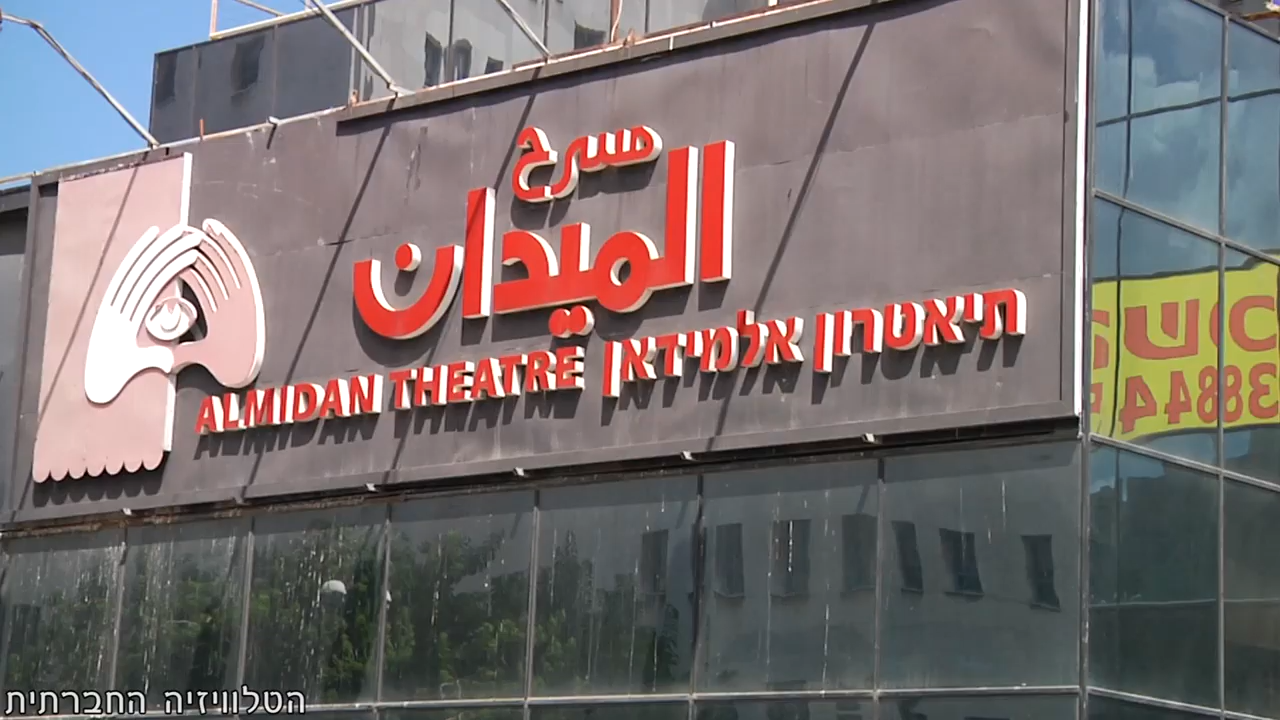 مسرح
الميدان
ALMIDAN THEATRE תיאטרון אלמידאן
הטלוויזיה החברתית